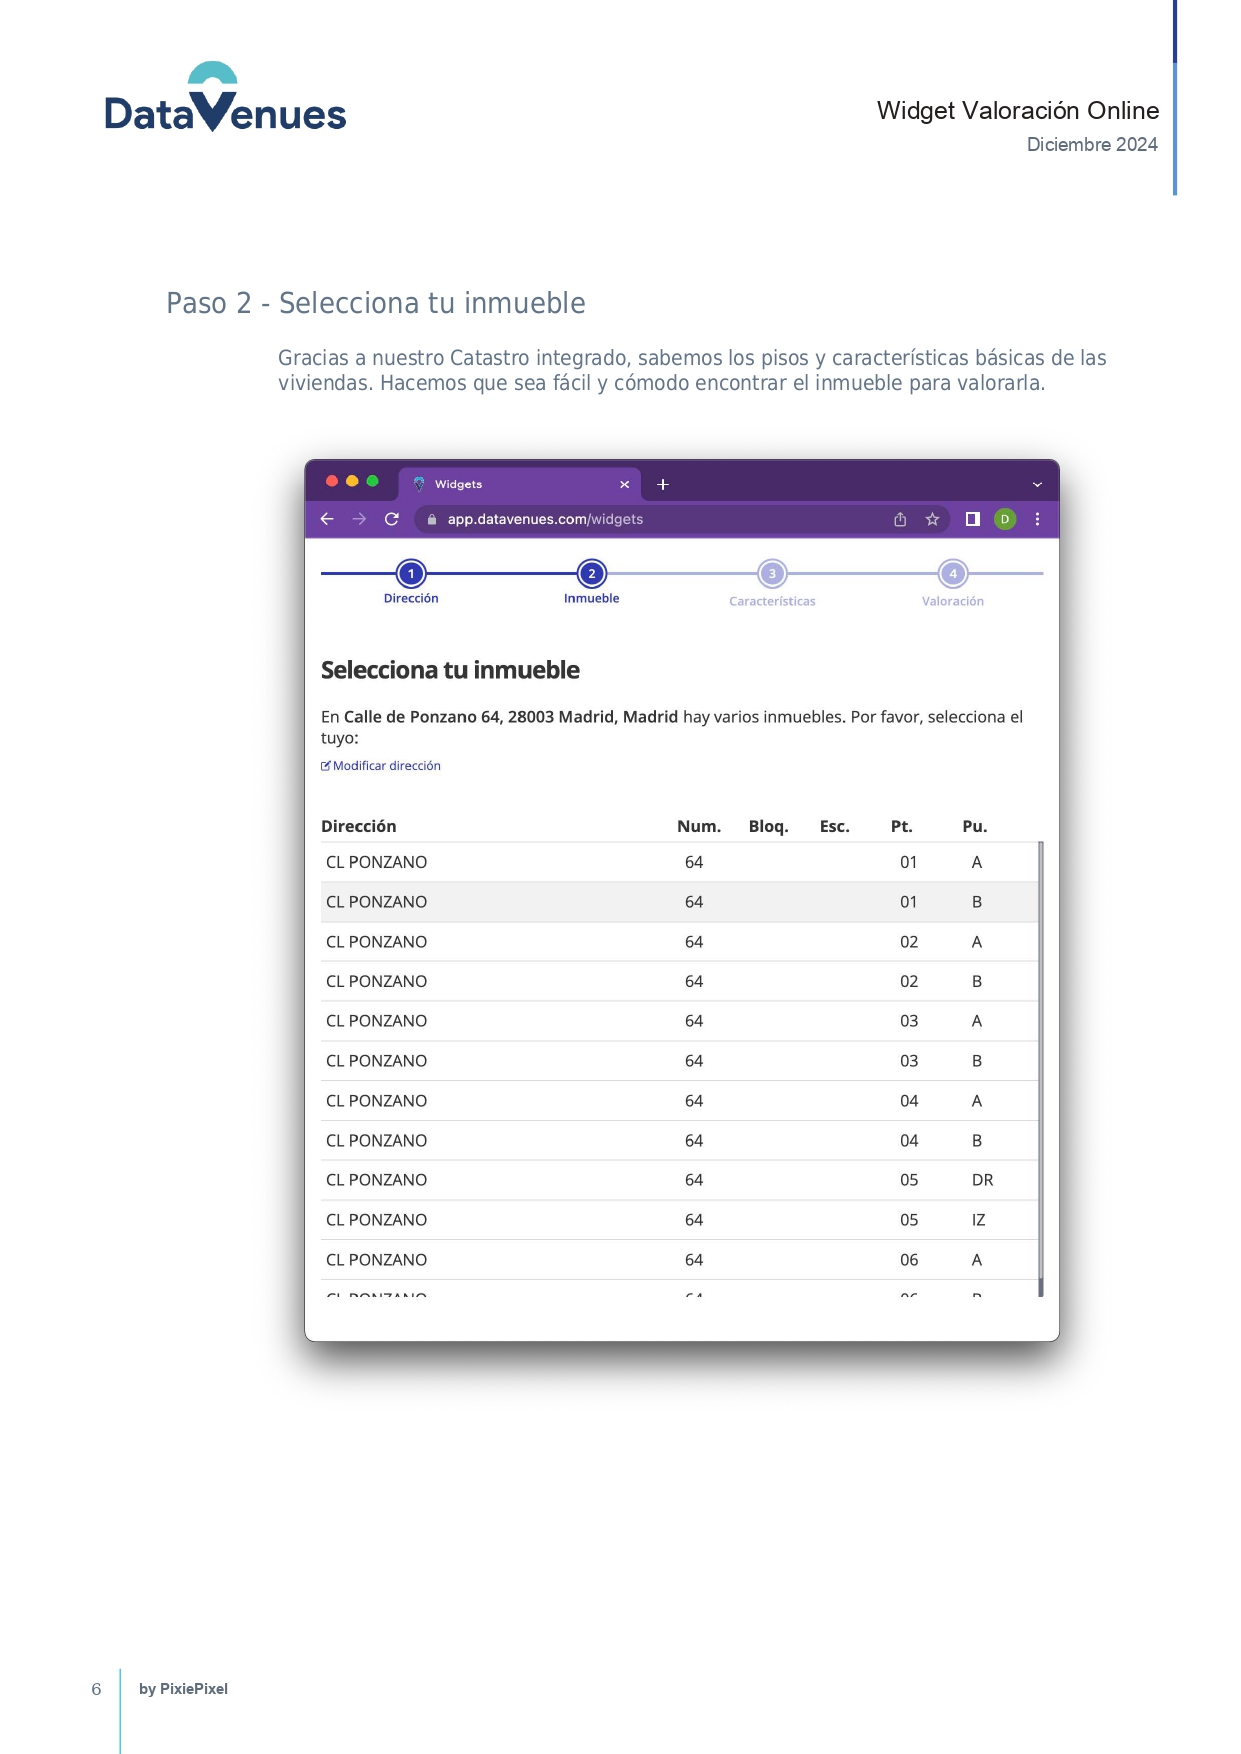 DataVenues
Widget Valoración Online
Diciembre 2024
Paso 2 - Selecciona tu inmueble
Gracias a nuestro Catastro integrado, sabemos los pisos y características básicas de las
viviendas. Hacemos que sea fácil y cómodo encontrar el inmueble para valorarla.
Widgets
app.datavenues.com/widgets
D
1 2 3 4
Dirección Inmueble Características Valoración
Selecciona tu inmueble
En Calle de Ponzano 64, 28003 Madrid, Madrid hay varios inmuebles. Por favor, selecciona el
tuyo:
Modificar dirección
Dirección Num. Bloq. Esc. Pt. Pu.
CL PONZANO 64 01 A
CL PONZANO 64 01 B
CL PONZANO 64 02 A
CL PONZANO 64 02 B
CL PONZANO 64 03 A
CL PONZANO 64 03 B
CL PONZANO 64 04 A
CL PONZANO 64 04 B
CL PONZANO 64 05 DR
CL PONZANO 64 05 IZ
CL PONZANO 64 06 A
CL PONZANO 64 06 B
6
by PixiePixel